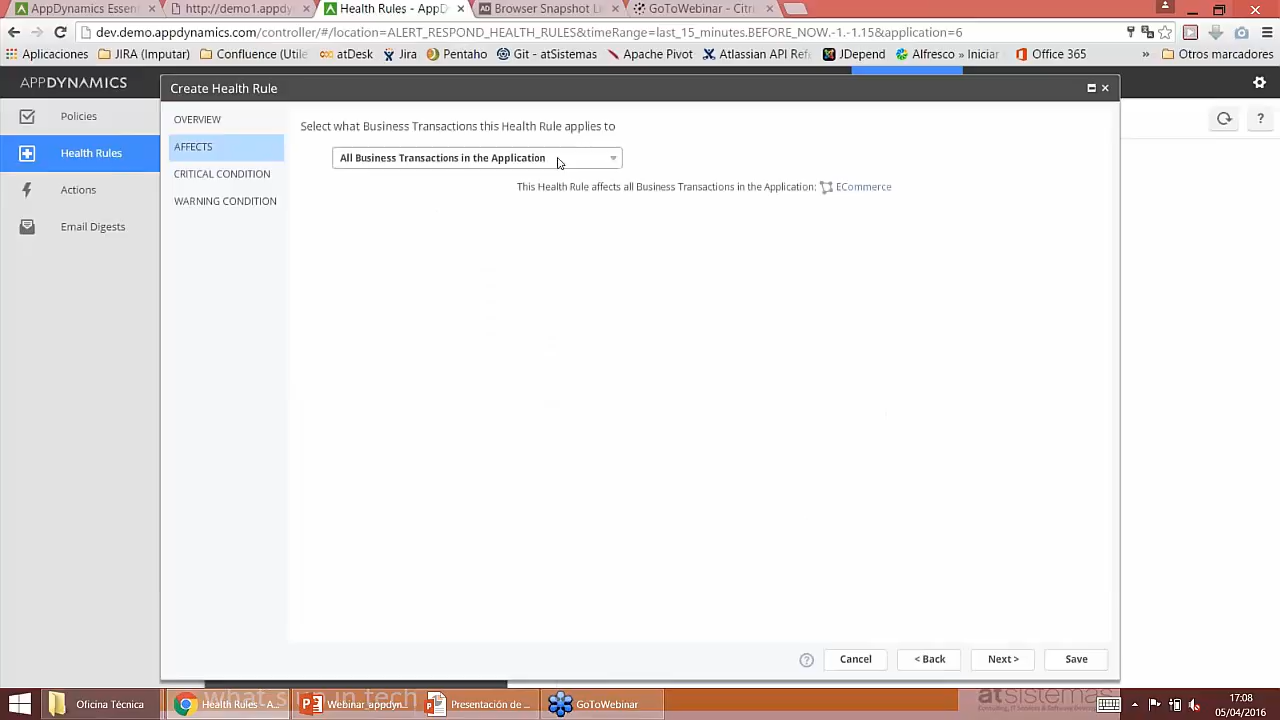 AppDynamics Essen
http://demo1.appdy
Health Rules - AppD
Browser Snapshot Li
GoToWebinar - Citri
dev.demo.appdynamics.com/controller/#/location=ALERT_RESPOND_HEALTH_RULES&timeRange=last_15_minutes.BEFORE_NOW.-1.-1.15&application=6
Aplicaciones
JIRA (Imputar)
Confluence (Utile
atDesk
Jira
Pentaho
Git - atSistemas
Apache Pivot
Atlassian API Refe
JDepend
Alfresco » Iniciar
Office 365
»
Otros marcadores
APPDYNAMICS
Create Health Rule
Policies
Health Rules
Actions
Email Digests
OVERVIEW
AFFECTS
CRITICAL CONDITION
WARNING CONDITION
Select what Business Transactions this Health Rule applies to
All Business Transactions in the Application
This Health Rule affects all Business Transactions in the Application: ECommerce
?
Cancel
< Back
Next >
Save
Oficina Técnica
Health Rules - A...
Webinar_appdyn...
Presentación de ...
GoToWebinar
atsistemas
17:08
05/04/2016